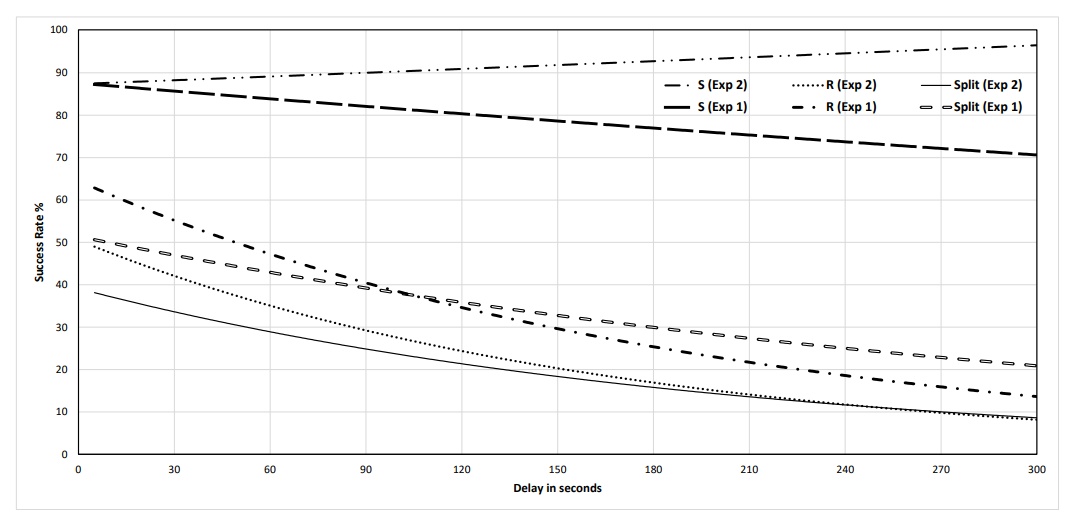 100
90
80
70
60
50
40
30
20
10
0
Success Rate %
S (Exp 2) R (Exp 2) Split (Exp 2)
S (Exp 1) R (Exp 1) Split (Exp 1)
0 30 60 90 120 150 180 210 240 270 300
Delay in seconds